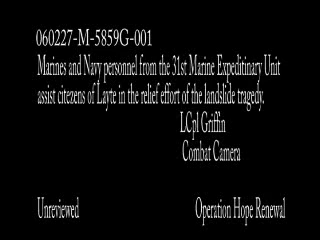 060227-M-5859G-001
Marines and Navy personnel from the 31st Marine Expeditinary Unit
assist citezens of Layte in the relief effort of the landslide tragedy.
LCpl Griffin
Combat Camera
Unreviewed Operation Hope Renewal